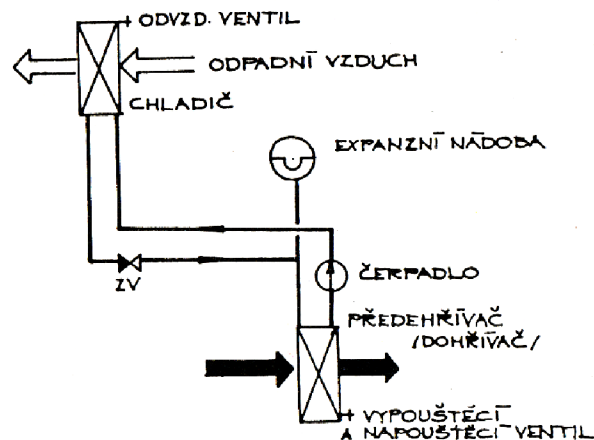 ODVZD. VENTIL
ODPADNÍ VZDUCH
CHLADIČ
EXPANZNÍ NÁDOBA
ZV
ČERPADLO
PŘEDEHŘÍVAČ
/DOHŘÍVAČ/
VYPOUŠTĚCÍ
A NAPOUŠTĚCÍ VENTIL